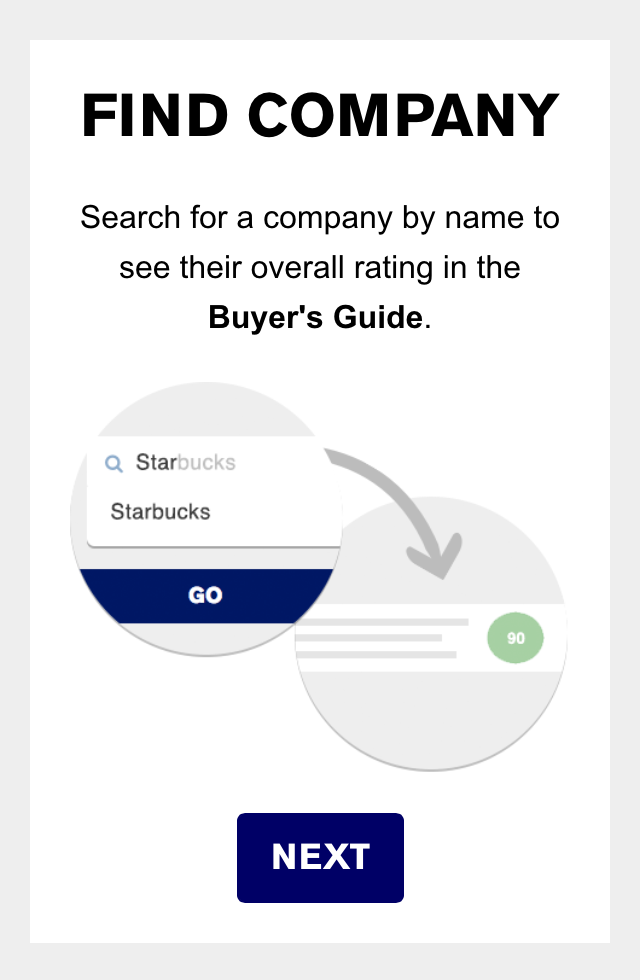 FIND COMPANY
Search for a company by name to
see their overall rating in the
Buyer's Guide.
Starbucks
Starbucks
GO
90
NEXT